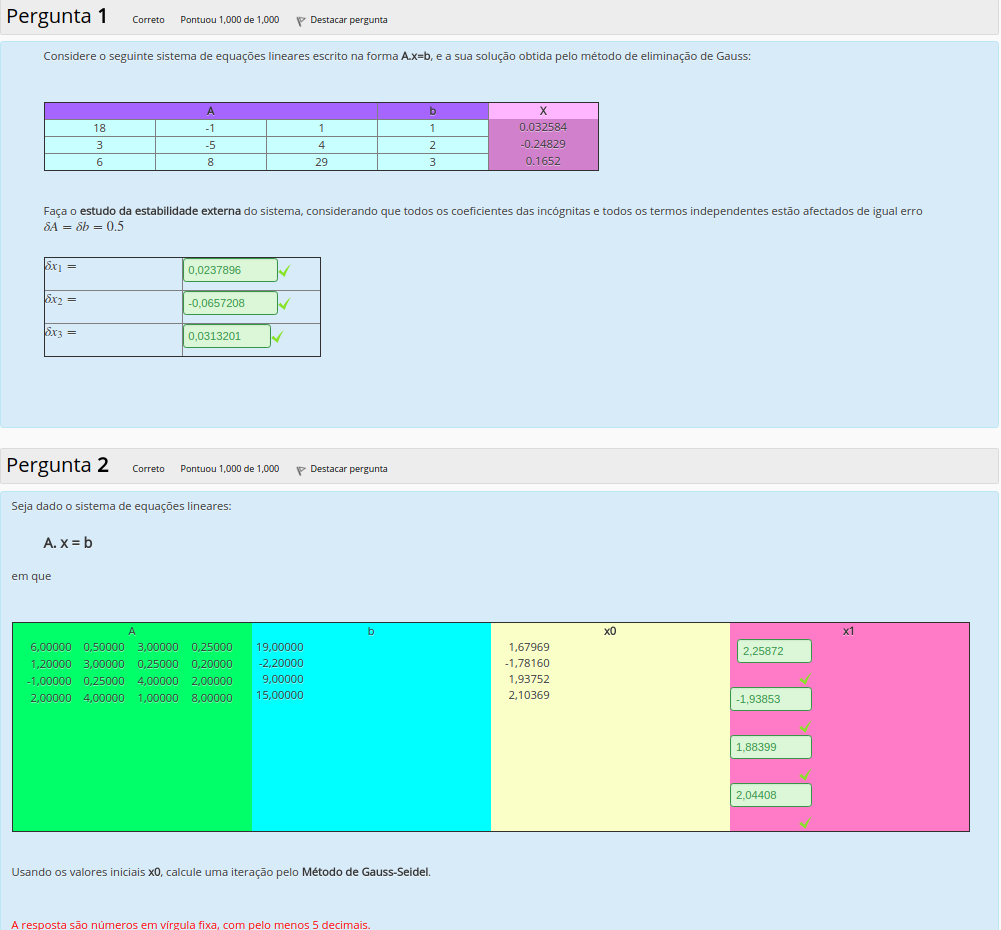 Pergunta 1 Correto Pontuou 1,000 de 1,000 Destacar pergunta
Considere o seguinte sistema de equações lineares escrito na forma A.x=b, e a sua solução obtida pelo método de eliminação de Gauss:
A b X
18 -1 1 1 0.032584
3 -5 4 2 -0.24829
6 8 29 3 0.1652
Faça o estudo da estabilidade externa do sistema, considerando que todos os coeficientes das incógnitas e todos os termos independentes estão afectados de igual erro
δA = δb = 0.5
δx₁ = 0,0237896
δx₂ = -0,0657208
δx₃ = 0,0313201
Pergunta 2 Correto Pontuou 1,000 de 1,000 Destacar pergunta
Seja dado o sistema de equações lineares:
A. x = b
em que
A b x0 x1
6,00000 0,50000 3,00000 0,25000 19,00000 1,67969 2,25872
1,20000 3,00000 0,25000 0,20000 -2,20000 -1,78160 -1,93853
-1,00000 0,25000 4,00000 2,00000 9,00000 1,93752 1,88399
2,00000 4,00000 1,00000 8,00000 15,00000 2,10369 2,04408
Usando os valores iniciais x0, calcule uma iteração pelo Método de Gauss-Seidel.
A resposta são números em vírgula fixa, com pelo menos 5 decimais.